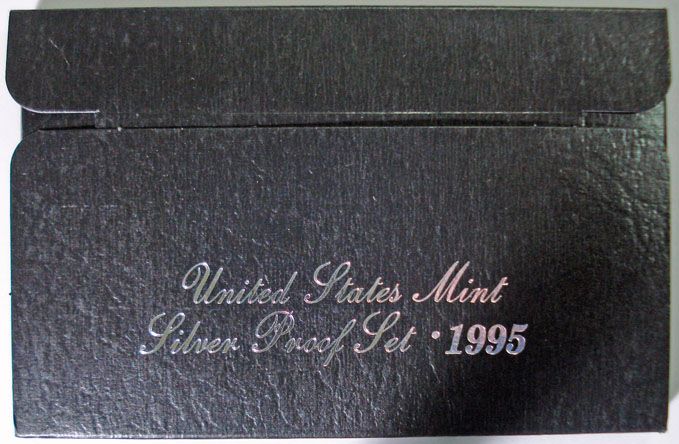 United States Mint
Silver Proof Set · 1995